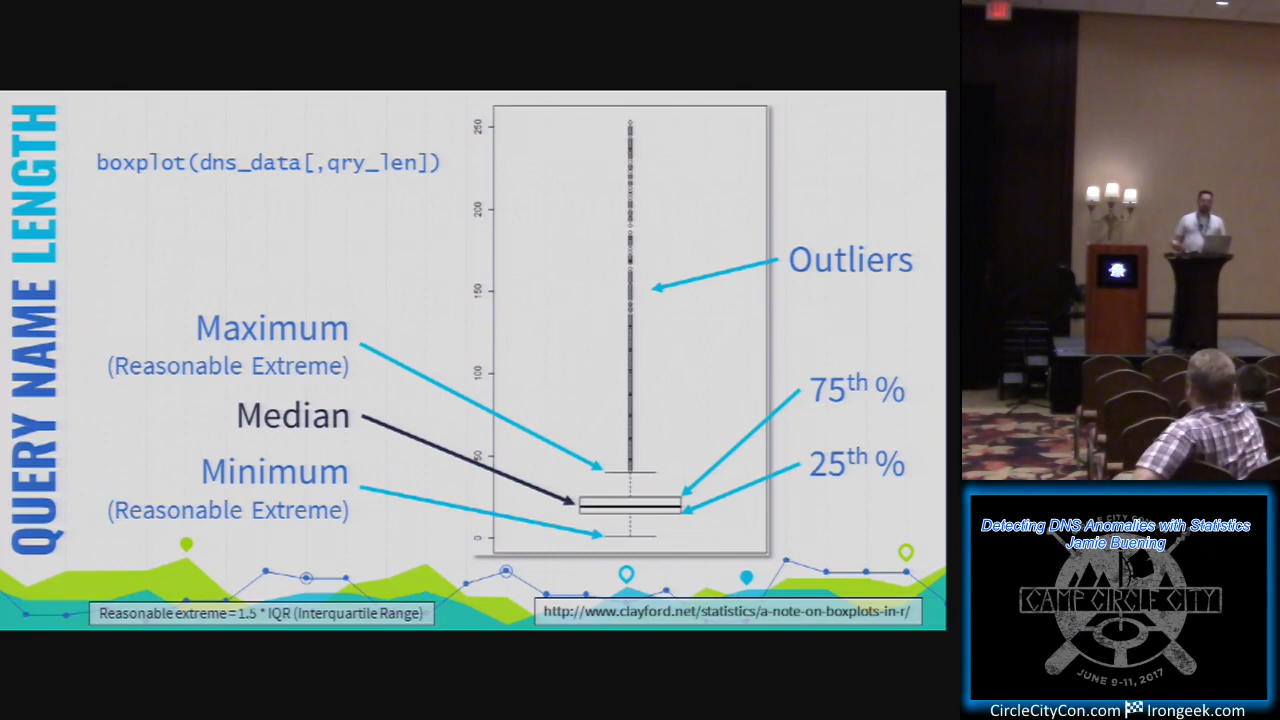 QUERY NAME LENGTH
boxplot(dns_data[,qry_len])
250
200
150
100
50
0
Outliers
Maximum
(Reasonable Extreme)
75th %
Median
Minimum
(Reasonable Extreme)
25th %
Reasonable extreme = 1.5 * IQR (Interquartile Range)
http://www.clayford.net/statistics/a-note-on-boxplots-in-r/
Detecting DNS Anomalies with Statistics
Jamie Buening
CAMP CIRCLE CITY
JUNE 9-11, 2017
CircleCityCon.com Irongeek.com